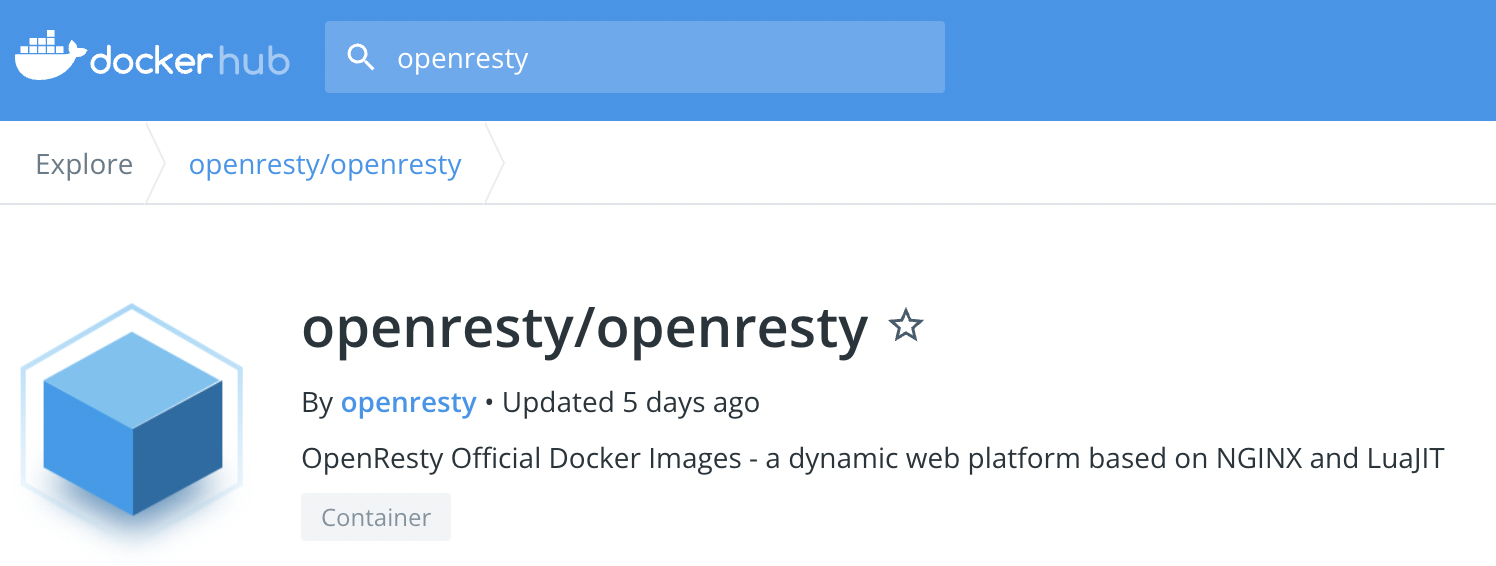 dockerhub
openresty
Explore
openresty/openresty
openresty/openresty
By openresty • Updated 5 days ago
OpenResty Official Docker Images - a dynamic web platform based on NGINX and LuaJIT
Container